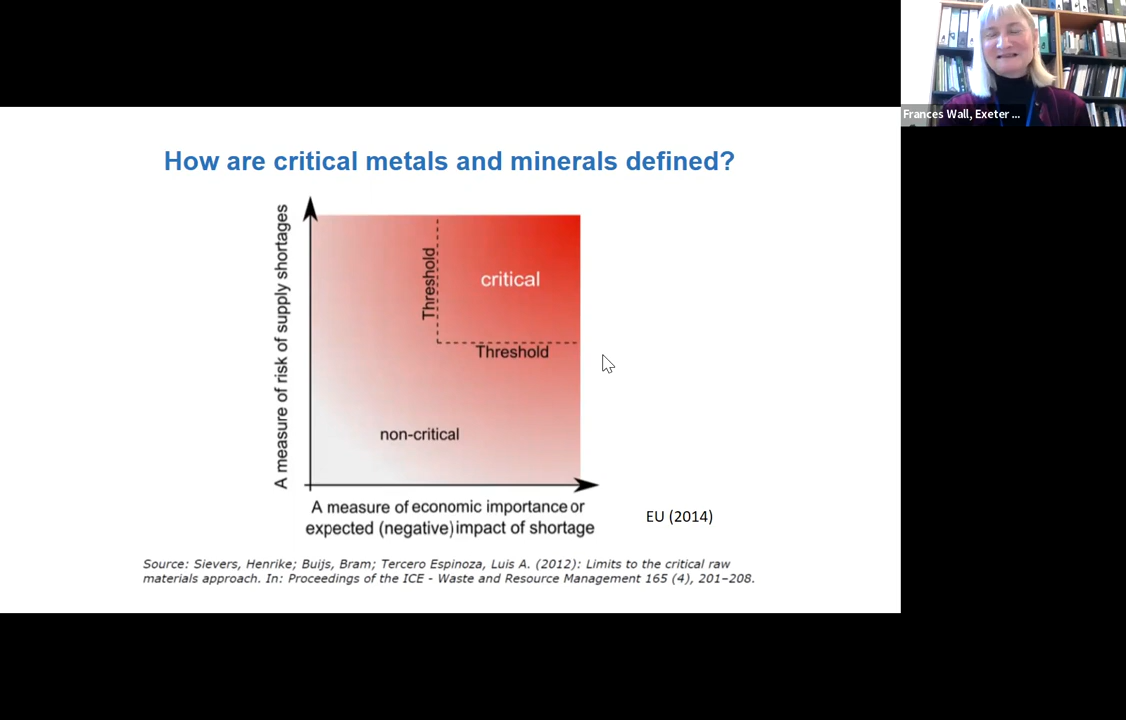 Frances Wall, Exeter ...
How are critical metals and minerals defined?
A measure of risk of supply shortages
Threshold
critical
Threshold
non-critical
A measure of economic importance or
expected (negative) impact of shortage
EU (2014)
Source: Sievers, Henrike; Buijs, Bram; Tercero Espinoza, Luis A. (2012): Limits to the critical raw
materials approach. In: Proceedings of the ICE - Waste and Resource Management 165 (4), 201–208.